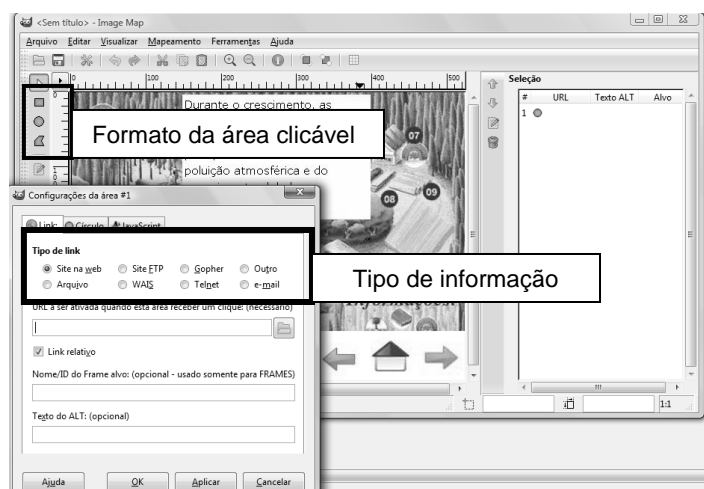 <Sem título> - Image Map
Arquivo Editar Visualizar Mapeamento Ferramentas Ajuda
0 100 200 300 400 500
Seleção
# URL Texto ALT Alvo
1
0
Durante o crescimento, as
Formato da área clicável
poluição atmosférica e do
07
08
09
Configurações da área #1
Link Círculo JavaScript
Tipo de link
Site na web Site FTP Gopher Outro
Arquivo WAIS Telnet e-mail
Tipo de informação
URL a ser ativada quando esta área receber um clique: (necessário)
Informações:
Link relativo
Nome/ID do Frame alvo: (opcional - usado somente para FRAMES)
Texto do ALT: (opcional)
1:1
Ajuda OK Aplicar Cancelar